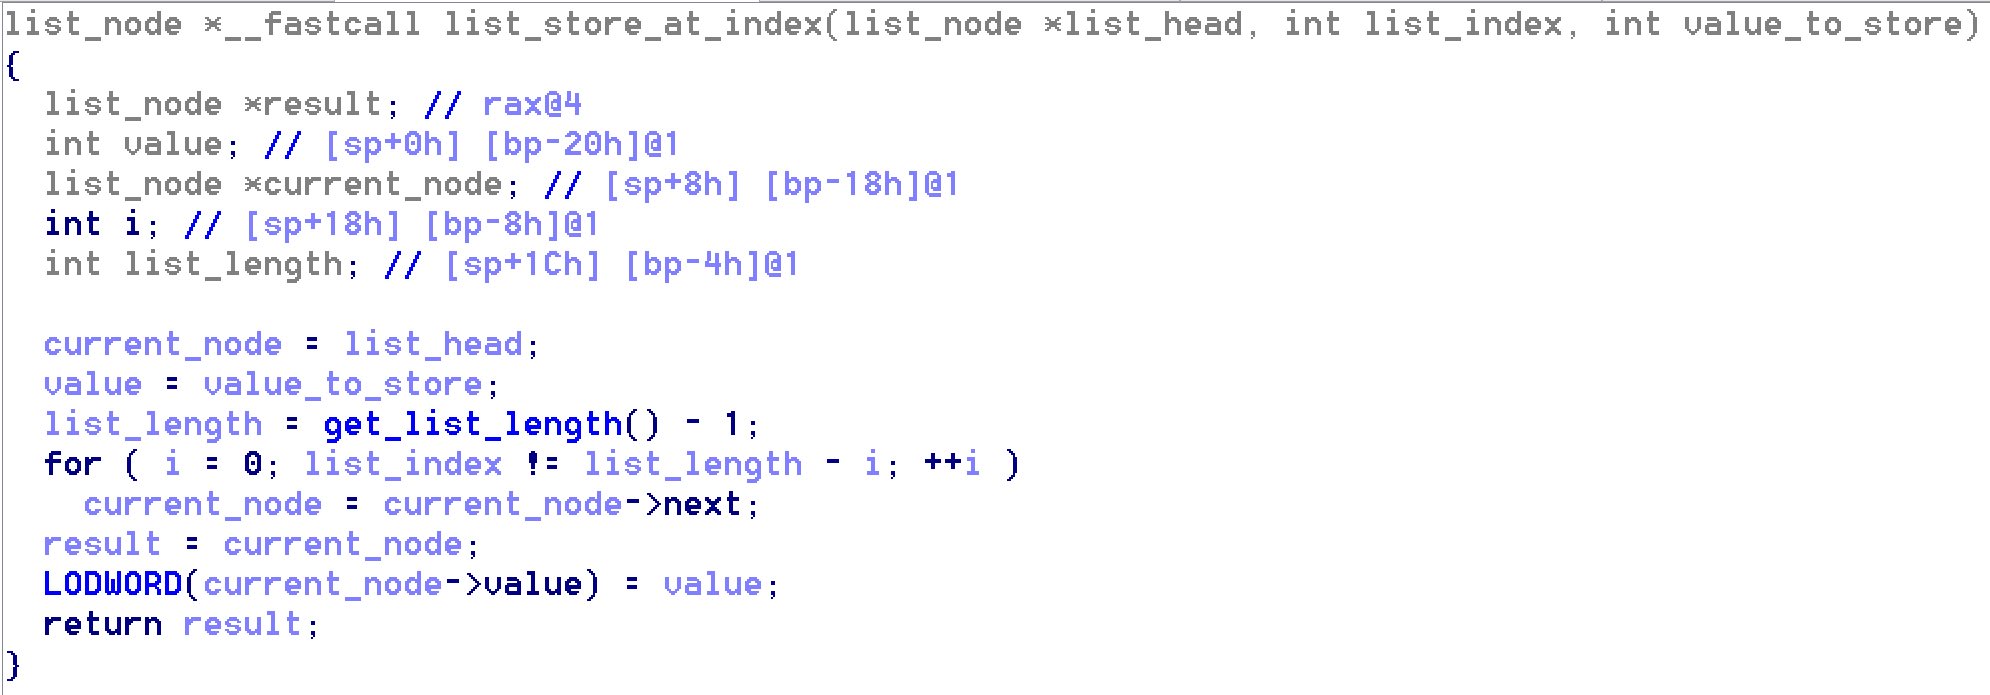 list_node *__fastcall list_store_at_index(list_node *list_head, int list_index, int value_to_store)
{
  list_node *result; // rax@4
  int value; // [sp+0h] [bp-20h]@1
  list_node *current_node; // [sp+8h] [bp-18h]@1
  int i; // [sp+18h] [bp-8h]@1
  int list_length; // [sp+1Ch] [bp-4h]@1

  current_node = list_head;
  value = value_to_store;
  list_length = get_list_length() - 1;
  for ( i = 0; list_index != list_length - i; ++i )
    current_node = current_node->next;
  result = current_node;
  LODWORD(current_node->value) = value;
  return result;
}